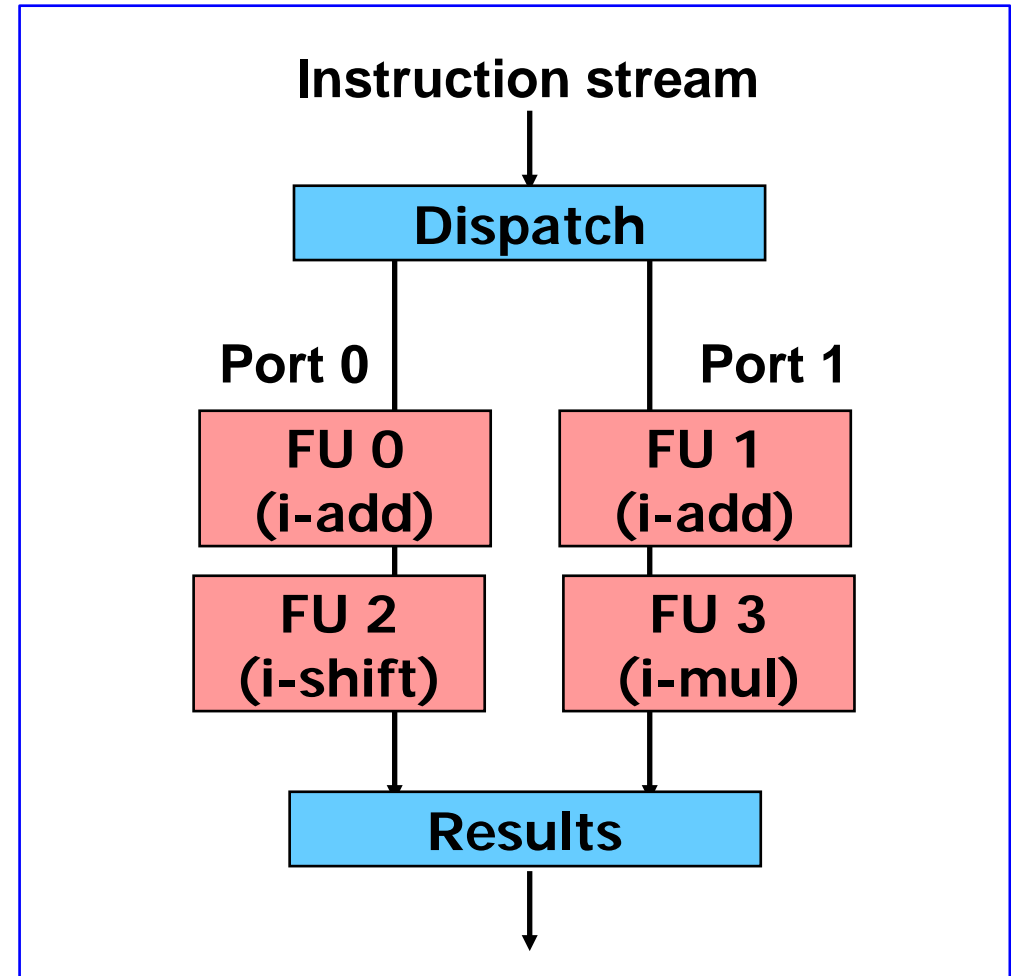 Instruction stream
Dispatch
Port 0
Port 1
FU 0
(i-add)
FU 1
(i-add)
FU 2
(i-shift)
FU 3
(i-mul)
Results